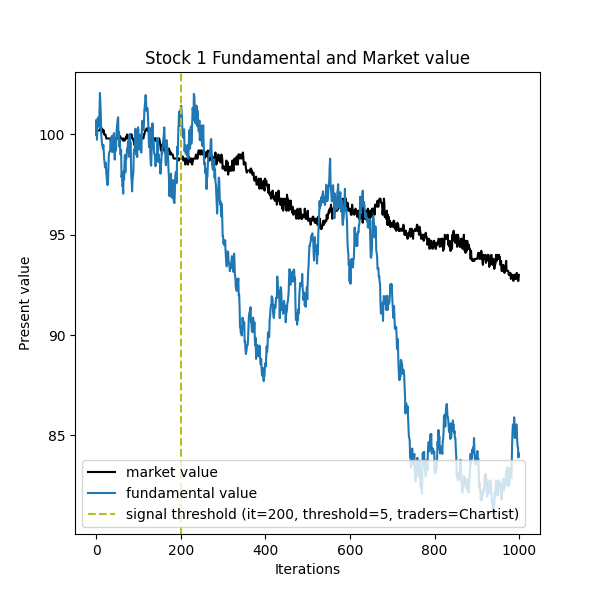 Stock 1 Fundamental and Market value
Present value
100
95
90
85
market value
fundamental value
signal threshold (it=200, threshold=5, traders=Chartist)
0 200 400 600 800 1000
Iterations